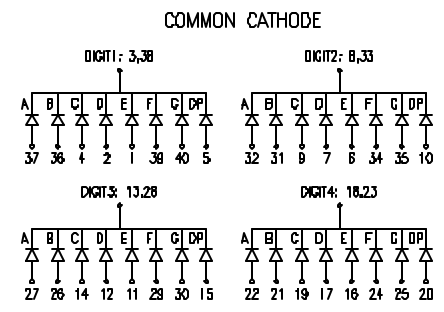 COMMON CATHODE
DIGIT1: 3,38 DIGIT2: 8,33
A B C D E F G DP A B C D E F G DP
37 36 4 2 1 39 40 5 32 31 9 7 6 34 35 10
DIGIT3: 13,28 DIGIT4: 18,23
A B C D E F G DP A B C D E F G DP
27 26 14 12 11 29 30 15 22 21 19 17 16 24 25 20